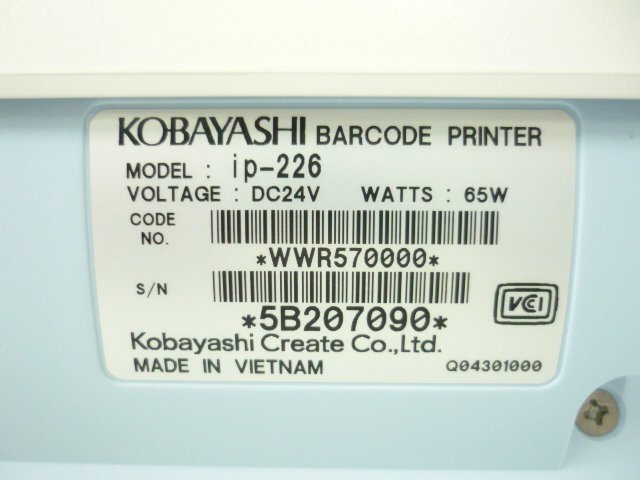 KOBAYASHI BARCODE PRINTER
MODEL : ip-226
VOLTAGE : DC24V WATTS : 65W
CODE NO. *WWR570000*
S/N *5B207090*
VCI
Kobayashi Create Co.,Ltd.
MADE IN VIETNAM Q04301000